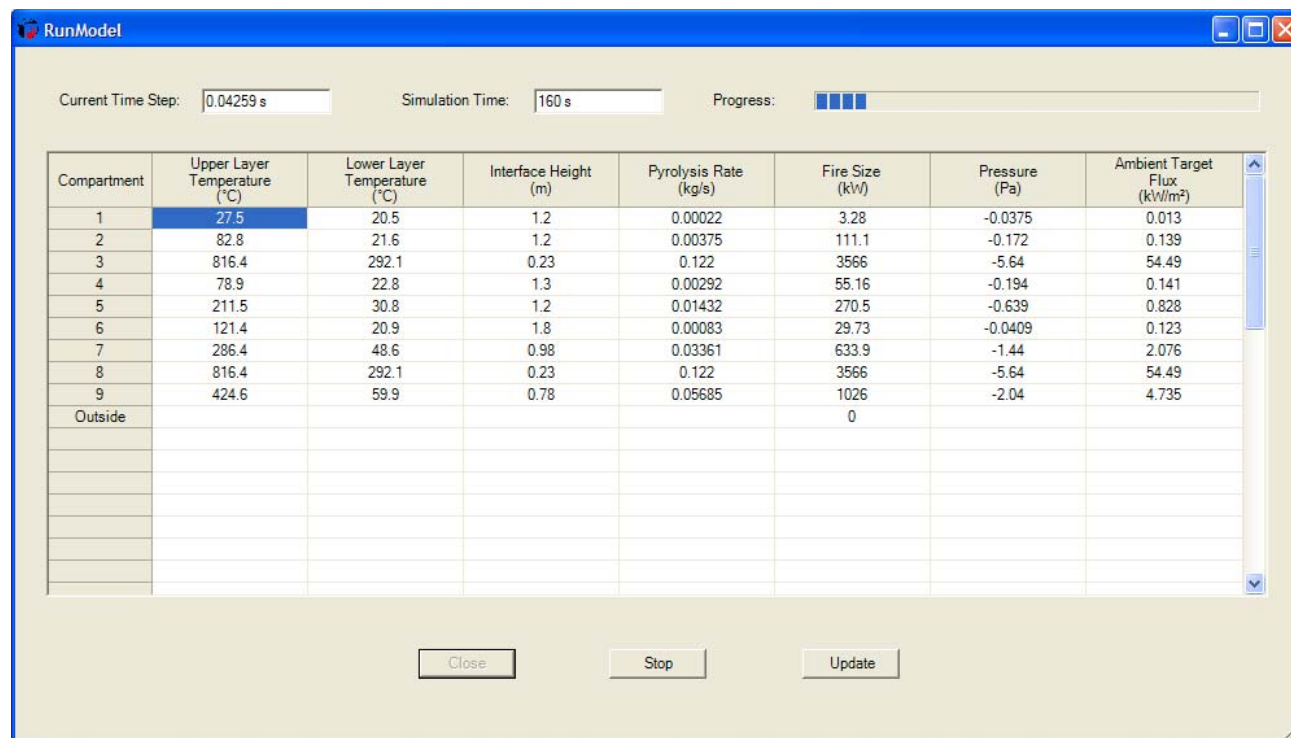 RunModel
Current Time Step: 0.04259 s Simulation Time: 160 s Progress:
Compartment Upper Layer Temperature (°C) Lower Layer Temperature (°C) Interface Height (m) Pyrolysis Rate (kg/s) Fire Size (kW) Pressure (Pa) Ambient Target Flux (kW/m²)
1 27.5 20.5 1.2 0.00022 3.28 -0.0375 0.013
2 82.8 21.6 1.2 0.00375 111.1 -0.172 0.139
3 816.4 292.1 0.23 0.122 3566 -5.64 54.49
4 78.9 22.8 1.3 0.00292 55.16 -0.194 0.141
5 211.5 30.8 1.2 0.01432 270.5 -0.639 0.828
6 121.4 20.9 1.8 0.00083 29.73 -0.0409 0.123
7 286.4 48.6 0.98 0.03361 633.9 -1.44 2.076
8 816.4 292.1 0.23 0.122 3566 -5.64 54.49
9 424.6 59.9 0.78 0.05685 1026 -2.04 4.735
Outside 0
Close Stop Update